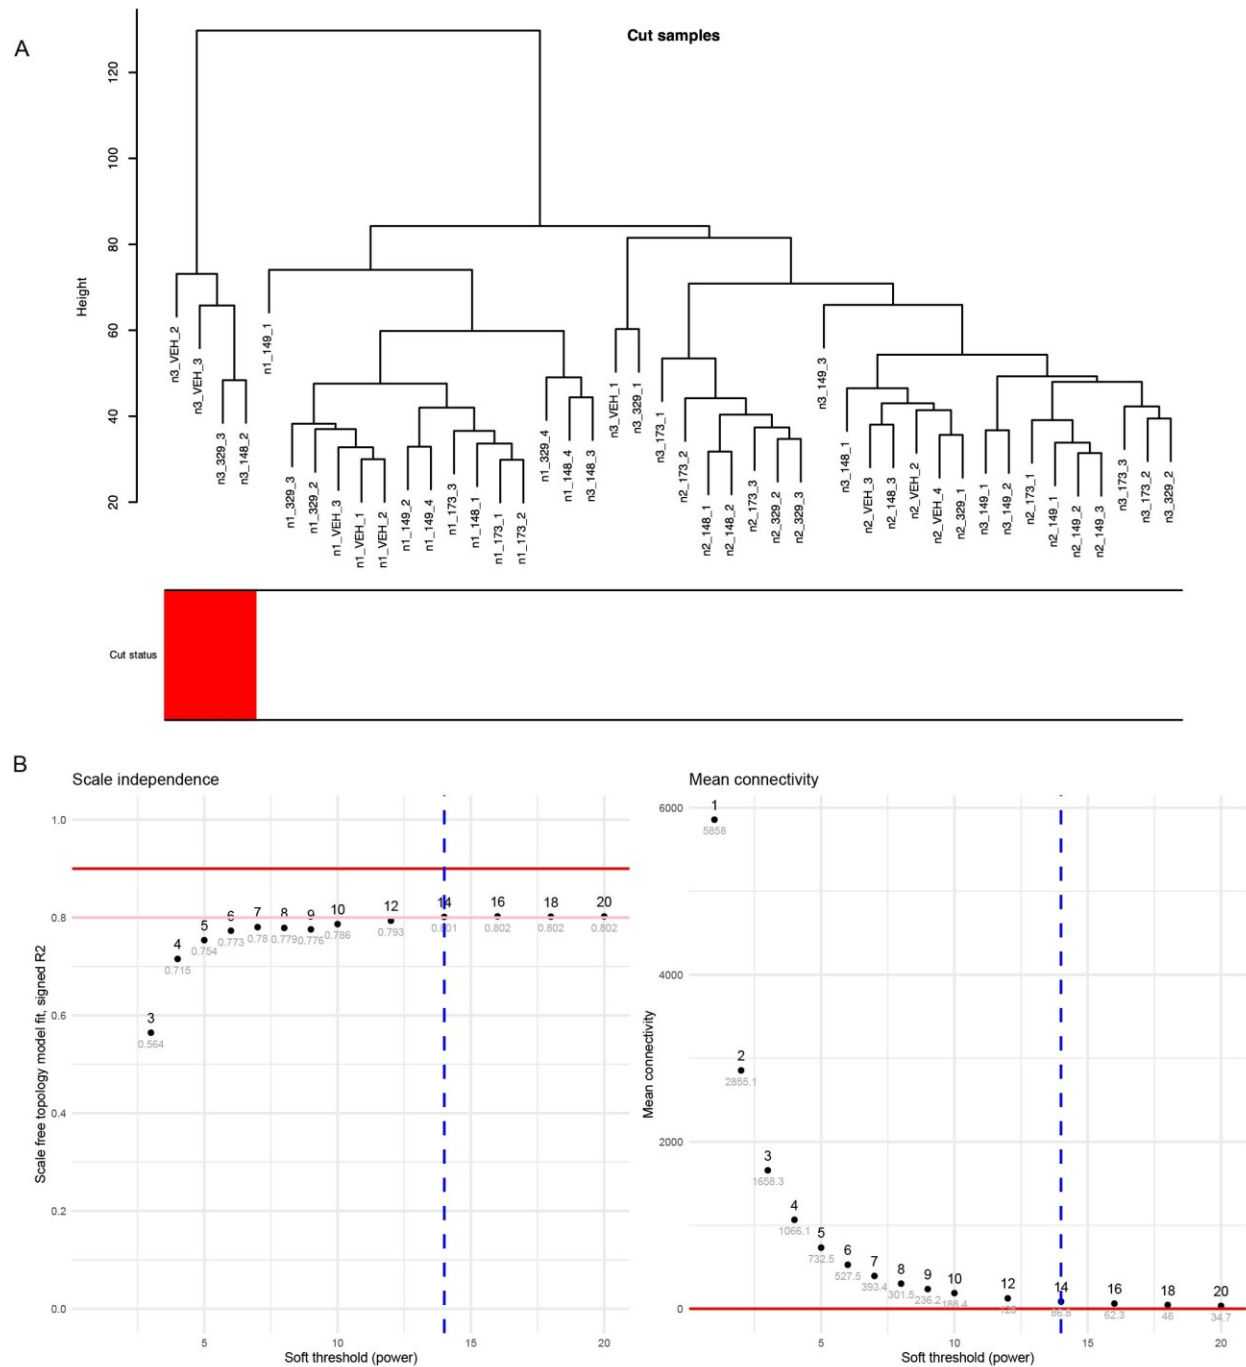 A
Cut samples
Height
120
100
80
60
40
20
n3_VEH_2
n3_VEH_3
n3_329_3
n3_148_2
n1_149_1
n1_329_3
n1_329_2
n1_VEH_3
n1_VEH_1
n1_VEH_2
n1_149_2
n1_149_4
n1_173_3
n1_148_1
n1_173_1
n1_173_2
n1_329_4
n1_148_4
n3_148_3
n3_VEH_1
n3_329_1
n3_173_1
n2_173_2
n2_148_1
n2_148_2
n2_173_3
n2_329_2
n2_329_3
n3_149_3
n3_148_1
n2_VEH_3
n2_148_3
n2_VEH_2
n2_VEH_4
n2_329_1
n3_149_1
n3_149_2
n2_173_1
n2_149_1
n2_149_2
n2_149_3
n3_173_3
n3_173_2
n3_329_2
Cut status
B
Scale independence
Scale free topology model fit, signed R2
1.0
0.8
0.6
0.4
0.2
0.0
3
0.564
4
0.715
5
0.754
6
0.773
7
0.78
8
0.779
9
0.776
10
0.786
12
0.793
14
0.801
16
0.802
18
0.802
20
0.802
5
10
15
20
Soft threshold (power)
Mean connectivity
Mean connectivity
6000
4000
2000
0
1
5858
2
2855.1
3
1658.3
4
1066.1
5
732.5
6
527.5
7
393.4
8
301.5
9
236.2
10
188.4
12
14
86.8
16
62.3
18
46
20
34.7
5
10
15
20
Soft threshold (power)